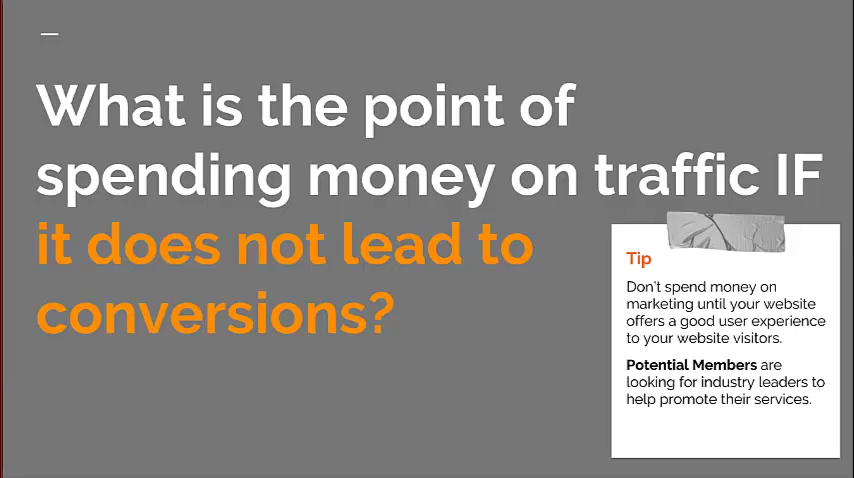 What is the point of
spending money on traffic IF
it does not lead to
conversions?
Tip
Don't spend money on
marketing until your website
offers a good user experience
to your website visitors.
Potential Members are
looking for industry leaders to
help promote their services.